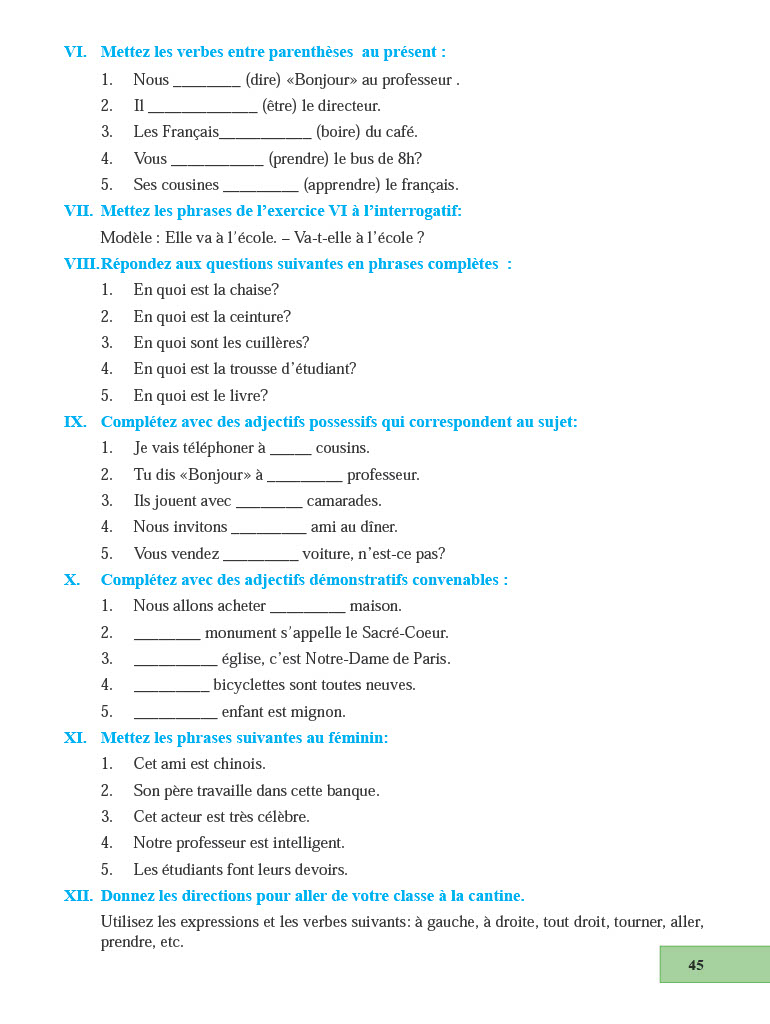 VI. Mettez les verbes entre parenthèses au présent :
1. Nous ________ (dire) «Bonjour» au professeur .
2. Il _____________ (être) le directeur.
3. Les Français___________ (boire) du café.
4. Vous ___________ (prendre) le bus de 8h?
5. Ses cousines _________ (apprendre) le français.
VII. Mettez les phrases de l’exercice VI à l’interrogatif:
Modèle : Elle va à l’école. – Va-t-elle à l’école ?
VIII.Répondez aux questions suivantes en phrases complètes :
1. En quoi est la chaise?
2. En quoi est la ceinture?
3. En quoi sont les cuillères?
4. En quoi est la trousse d’étudiant?
5. En quoi est le livre?
IX. Complétez avec des adjectifs possessifs qui correspondent au sujet:
1. Je vais téléphoner à _____ cousins.
2. Tu dis «Bonjour» à _________ professeur.
3. Ils jouent avec ________ camarades.
4. Nous invitons _________ ami au dîner.
5. Vous vendez _________ voiture, n’est-ce pas?
X. Complétez avec des adjectifs démonstratifs convenables :
1. Nous allons acheter _________ maison.
2. ________ monument s’appelle le Sacré-Coeur.
3. __________ église, c’est Notre-Dame de Paris.
4. _________ bicyclettes sont toutes neuves.
5. __________ enfant est mignon.
XI. Mettez les phrases suivantes au féminin:
1. Cet ami est chinois.
2. Son père travaille dans cette banque.
3. Cet acteur est très célèbre.
4. Notre professeur est intelligent.
5. Les étudiants font leurs devoirs.
XII. Donnez les directions pour aller de votre classe à la cantine.
Utilisez les expressions et les verbes suivants: à gauche, à droite, tout droit, tourner, aller,
prendre, etc.
45